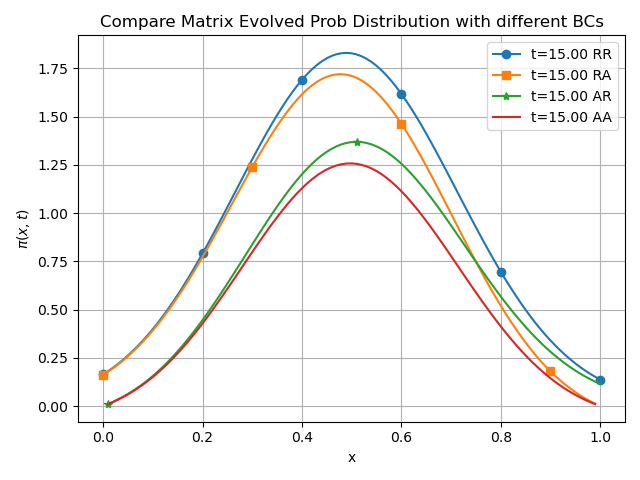 Compare Matrix Evolved Prob Distribution with different BCs
t=15.00 RR
t=15.00 RA
t=15.00 AR
t=15.00 AA
π(x, t)
1.75
1.50
1.25
1.00
0.75
0.50
0.25
0.00
0.0 0.2 0.4 0.6 0.8 1.0
x